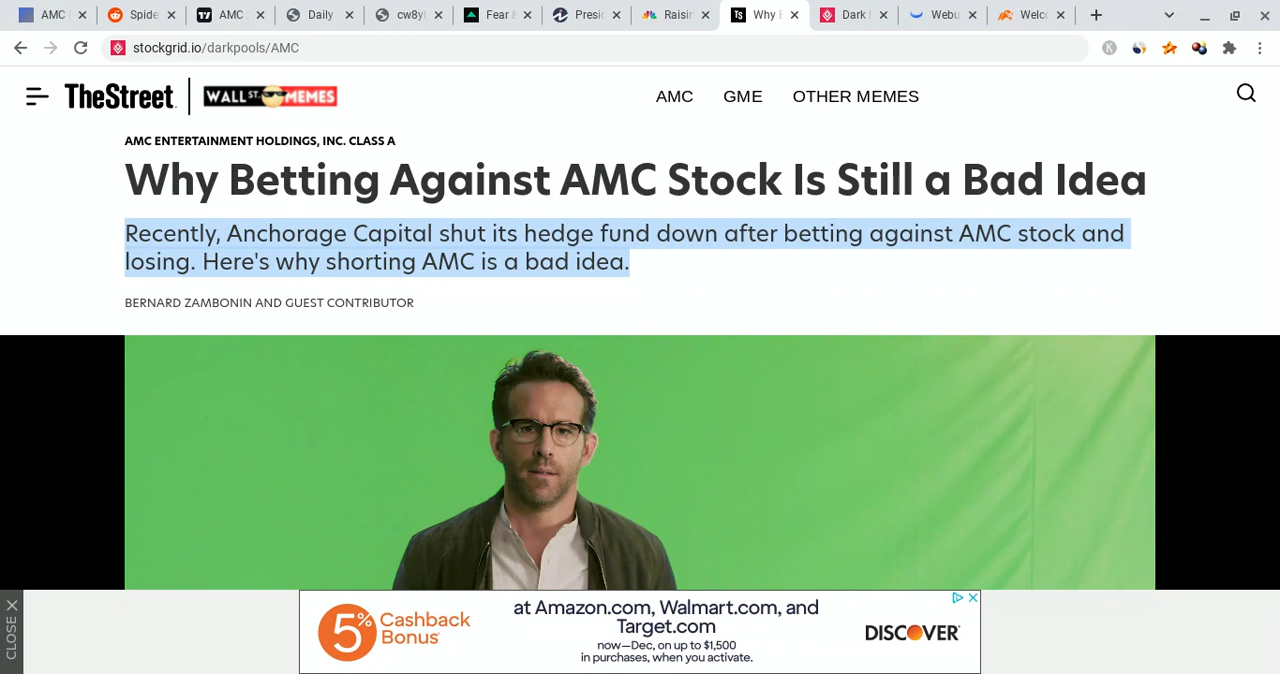 AMC
Spide
AMC
Daily
cw8yl
Fear &
Presi
Raisin
Why B
Dark
Webu
Welc
stockgrid.io/darkpools/AMC
TheStreet
WALL ST. MEMES
AMC GME OTHER MEMES
AMC ENTERTAINMENT HOLDINGS, INC. CLASS A
Why Betting Against AMC Stock Is Still a Bad Idea
Recently, Anchorage Capital shut its hedge fund down after betting against AMC stock and
losing. Here's why shorting AMC is a bad idea.
BERNARD ZAMBONIN AND GUEST CONTRIBUTOR
CLOSE
5% Cashback
Bonus
at Amazon.com, Walmart.com, and
Target.com
now—Dec, on up to $1,500
in purchases, when you activate.
DISCOVER